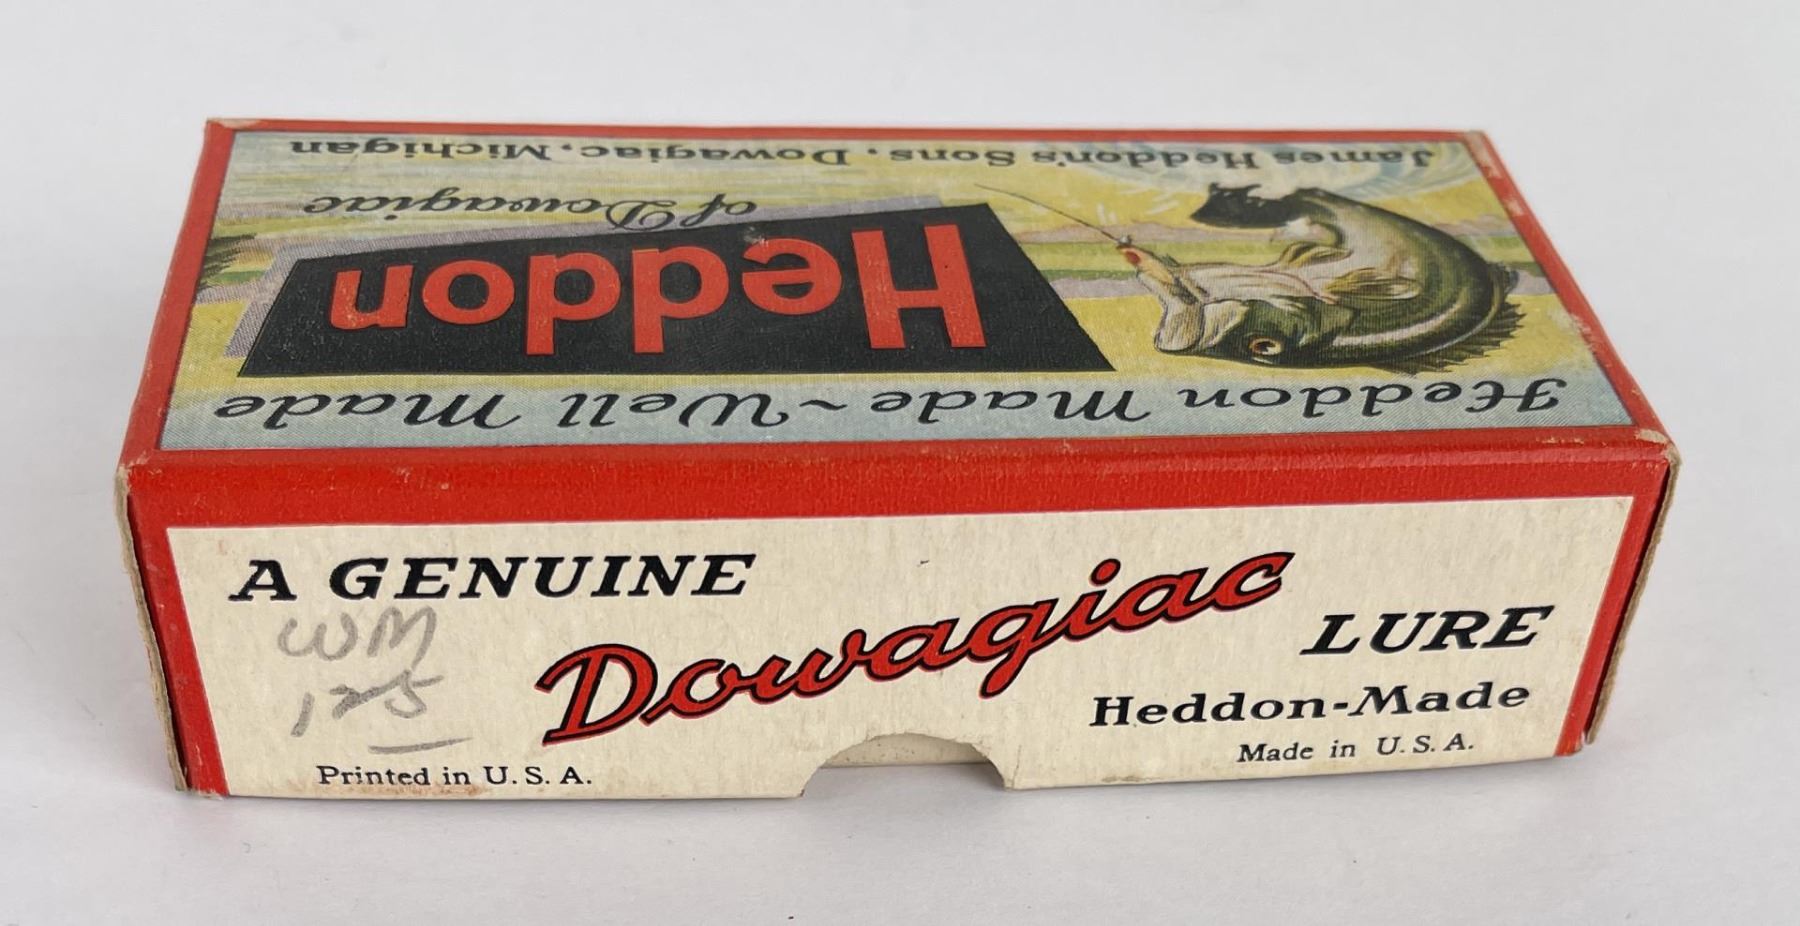 James Heddon's Sons, Dowagiac, Michigan
of Dowagiac
Heddon
Heddon Made ~ Well Made
A GENUINE
Dowagiac
LURE
WM
125
Heddon-Made
Made in U.S.A.
Printed in U.S.A.